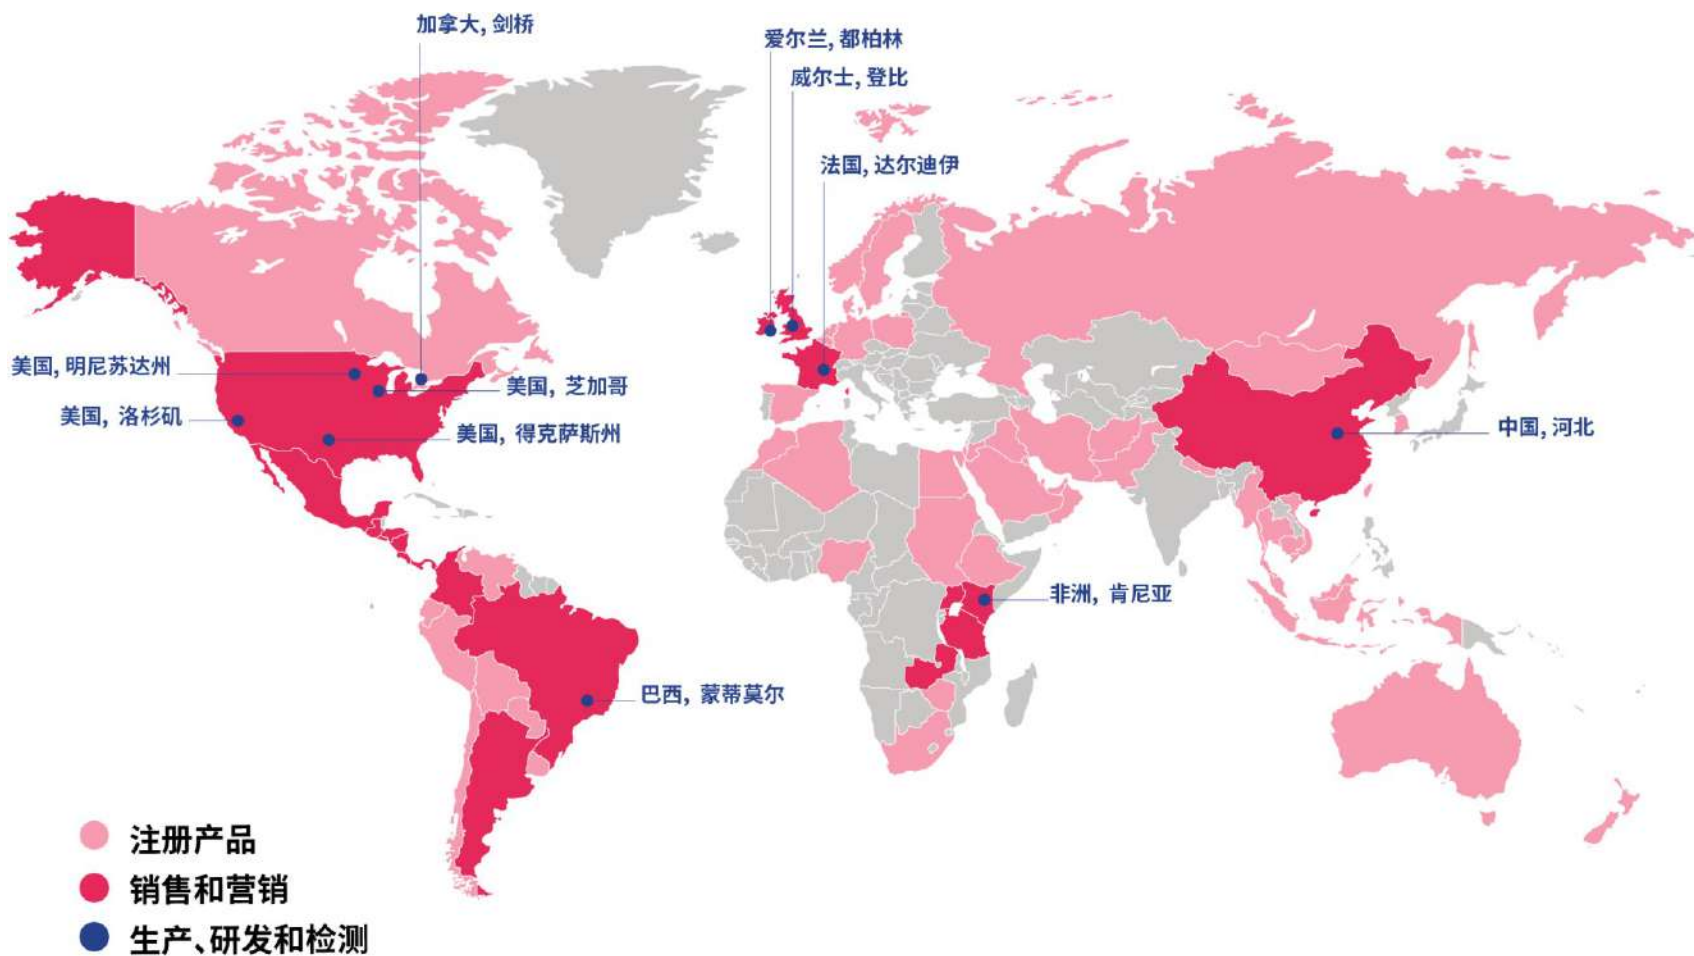 加拿大, 剑桥
爱尔兰, 都柏林
威尔士, 登比
法国, 达尔迪伊
美国, 明尼苏达州
美国, 芝加哥
美国, 洛杉矶
美国, 得克萨斯州
中国, 河北
非洲, 肯尼亚
巴西, 蒙蒂莫尔
注册产品
销售和营销
生产、研发和检测